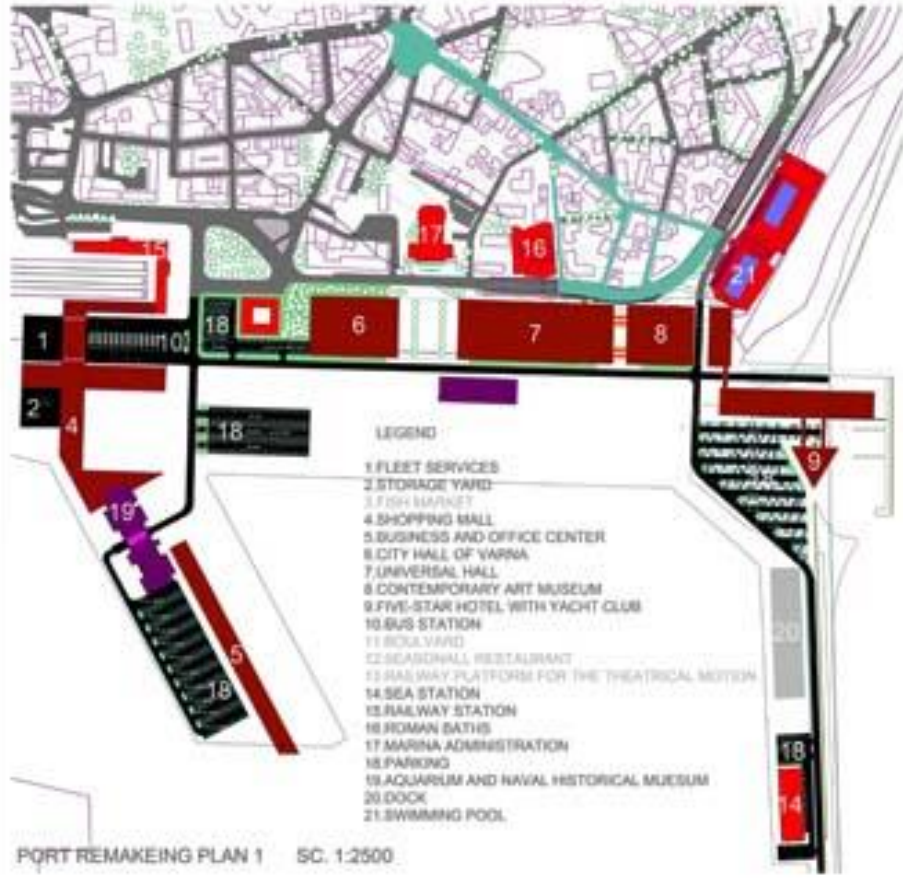 17
15
16
21
18
6
7
8
1
10
2
4
18
9
LEGEND
1.FLEET SERVICES
2.STORAGE YARD
3.FISH MARKET
4.SHOPPING MALL
5.BUSINESS AND OFFICE CENTER
6.CITY HALL OF VARNA
7.UNIVERSAL HALL
8.CONTEMPORARY ART MUSEUM
9.FIVE-STAR HOTEL WITH YACHT CLUB
10.BUS STATION
11.BOULVARD
12.SEASONALL RESTAURANT
13.RAILWAY PLATFORM FOR THE THEATRICAL MOTION
14.SEA STATION
15.RAILWAY STATION
16.ROMAN BATHS
17.MARINA ADMINISTRATION
18.PARKING
19.AQUARIUM AND NAVAL HISTORICAL MUESUM
20.DOCK
21.SWIMMING POOL
19
5
18
20
18
14
PORT REMAKEING PLAN 1 SC. 1:2500